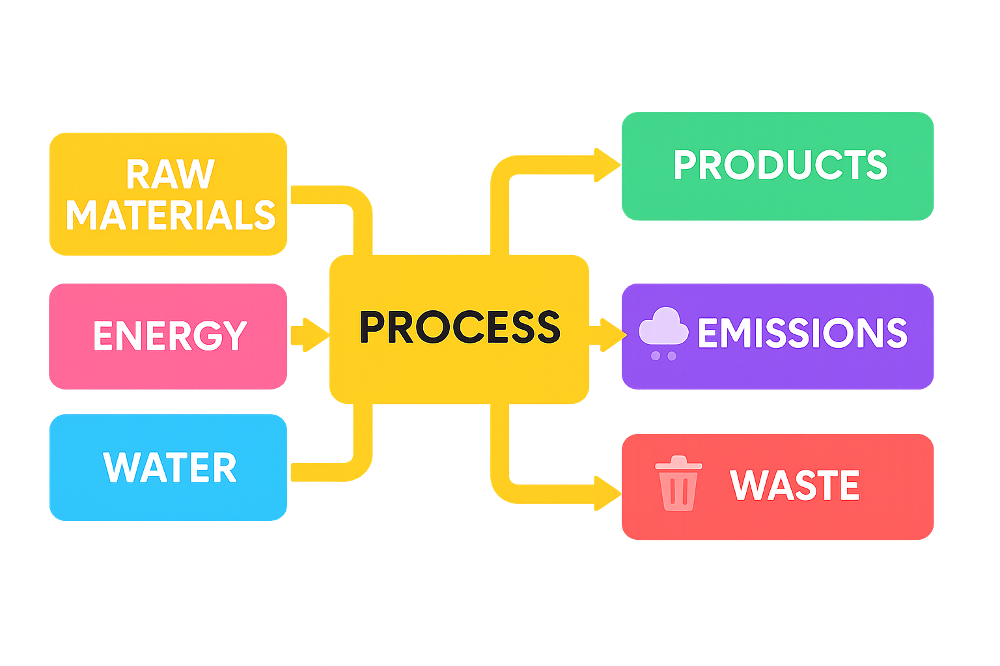 RAW
MATERIALS
ENERGY
WATER
PROCESS
PRODUCTS
EMISSIONS
WASTE